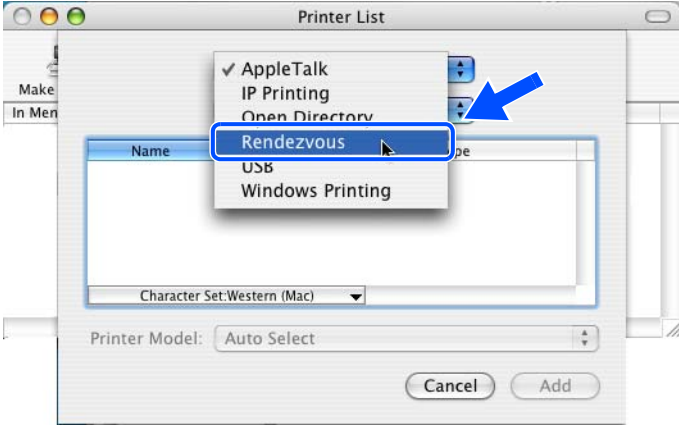 Printer List
AppleTalk
IP Printing
Open Directory
Rendezvous
USB
Windows Printing
Make
In Men
Name
Character Set:Western (Mac)
Printer Model: Auto Select
Cancel Add